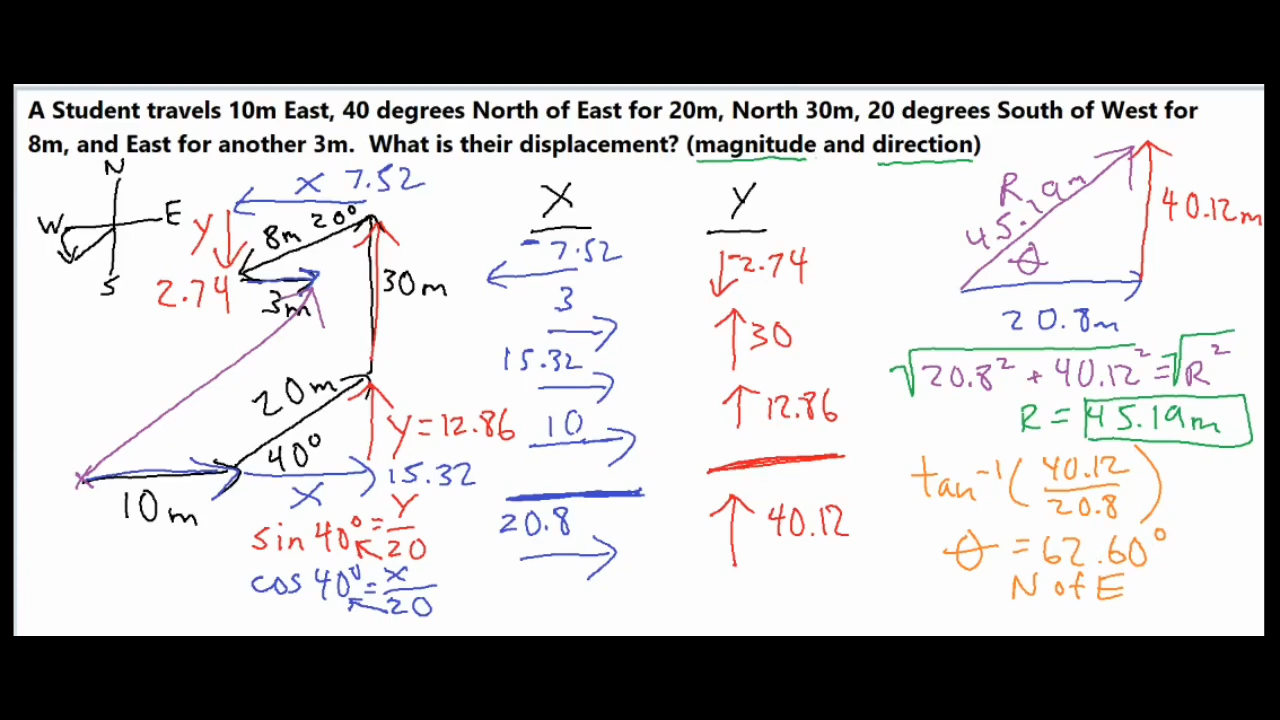 A Student travels 10m East, 40 degrees North of East for 20m, North 30m, 20 degrees South of West for
8m, and East for another 3m. What is their displacement? (magnitude and direction)
N
W E
S
X 7.52
Y
8m 20°
2.74
3m
30m
20m
40°
Y = 12.86
10m
X
15.32
sin 40° = Y/20
cos 40° = X/20
X
-7.52
3
15.32
10
20.8
Y
-2.74
30
12.86
40.12
R
45.19m
θ
40.12m
20.8m
√20.8² + 40.12² = √R²
R = 45.19m
tan⁻¹(40.12/20.8)
θ = 62.60°
N of E